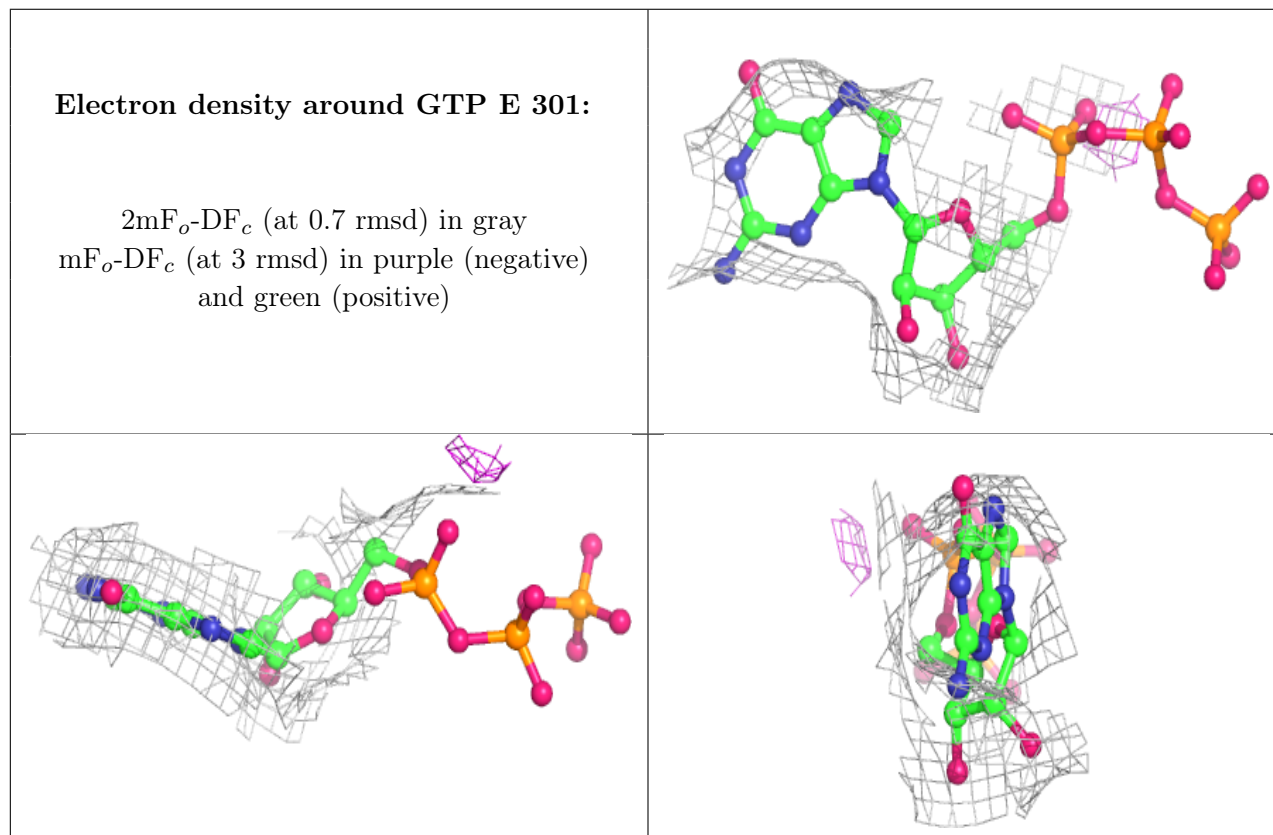 Electron density around GTP E 301:
2mFo-DFc (at 0.7 rmsd) in gray
mFo-DFc (at 3 rmsd) in purple (negative)
and green (positive)